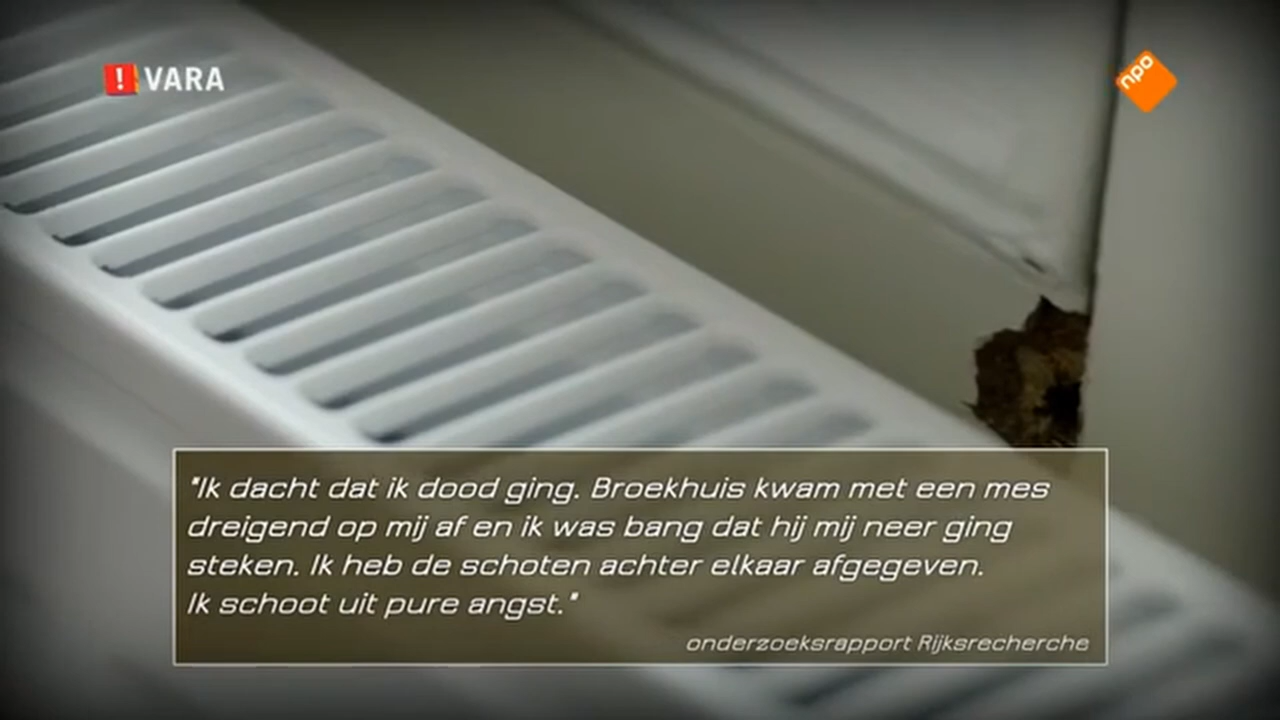 ! VARA
npo
"Ik dacht dat ik dood ging. Broekhuis kwam met een mes
dreigend op mij af en ik was bang dat hij mij neer ging
steken. Ik heb de schoten achter elkaar afgegeven.
Ik schoot uit pure angst."
onderzoeksrapport Rijksrecherche